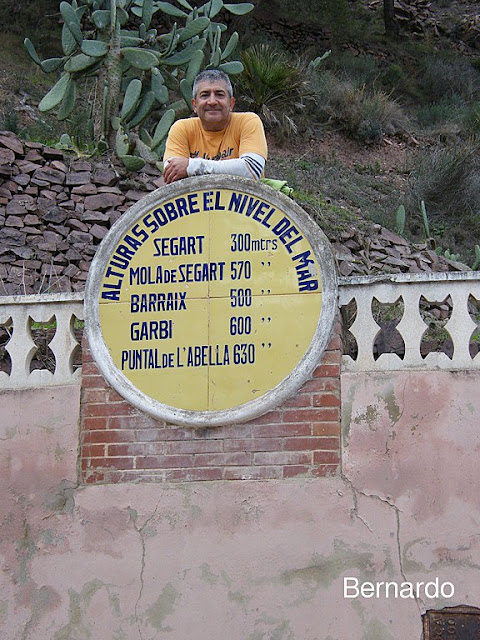 ALTURAS SOBRE EL NIVEL DEL MAR
SEGART 300mtrs
MOLA DE SEGART 570 "
BARRAIX 500 "
GARBI 600 "
PUNTAL DE L'ABELLA 630 "
Bernardo